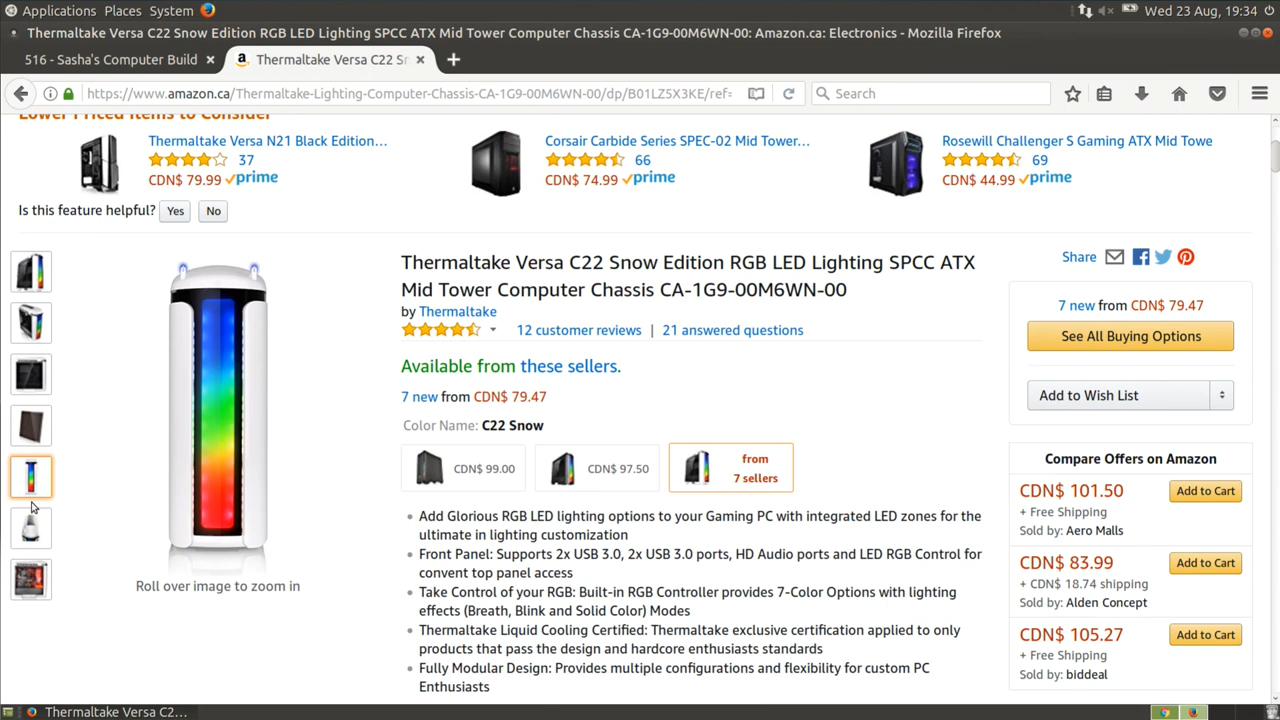 Applications Places System Wed 23 Aug, 19:34
Thermaltake Versa C22 Snow Edition RGB LED Lighting SPCC ATX Mid Tower Computer Chassis CA-1G9-00M6WN-00: Amazon.ca: Electronics - Mozilla Firefox
516 - Sasha's Computer Build Thermaltake Versa C22 Sr
https://www.amazon.ca/Thermaltake-Lighting-Computer-Chassis-CA-1G9-00M6WN-00/dp/B01LZ5X3KE/ref= Search
Lower Priced Items to Consider
Thermaltake Versa N21 Black Edition... Corsair Carbide Series SPEC-02 Mid Tower... Rosewill Challenger S Gaming ATX Mid Towe
37 66 69
CDN$ 79.99 prime CDN$ 74.99 prime CDN$ 44.99 prime
Is this feature helpful? Yes No
Thermaltake Versa C22 Snow Edition RGB LED Lighting SPCC ATX
Mid Tower Computer Chassis CA-1G9-00M6WN-00
by Thermaltake
12 customer reviews | 21 answered questions
Available from these sellers.
7 new from CDN$ 79.47
Color Name: C22 Snow
CDN$ 99.00 CDN$ 97.50 from
7 sellers
Add Glorious RGB LED lighting options to your Gaming PC with integrated LED zones for the
ultimate in lighting customization
Front Panel: Supports 2x USB 3.0, 2x USB 3.0 ports, HD Audio ports and LED RGB Control for
convent top panel access
Take Control of your RGB: Built-in RGB Controller provides 7-Color Options with lighting
effects (Breath, Blink and Solid Color) Modes
Thermaltake Liquid Cooling Certified: Thermaltake exclusive certification applied to only
products that pass the design and hardcore enthusiasts standards
Fully Modular Design: Provides multiple configurations and flexibility for custom PC
Enthusiasts
Roll over image to zoom in
Share
7 new from CDN$ 79.47
See All Buying Options
Add to Wish List
Compare Offers on Amazon
CDN$ 101.50 Add to Cart
+ Free Shipping
Sold by: Aero Malls
CDN$ 83.99 Add to Cart
+ CDN$ 18.74 shipping
Sold by: Alden Concept
CDN$ 105.27 Add to Cart
+ Free Shipping
Sold by: biddeal
Thermaltake Versa C2...